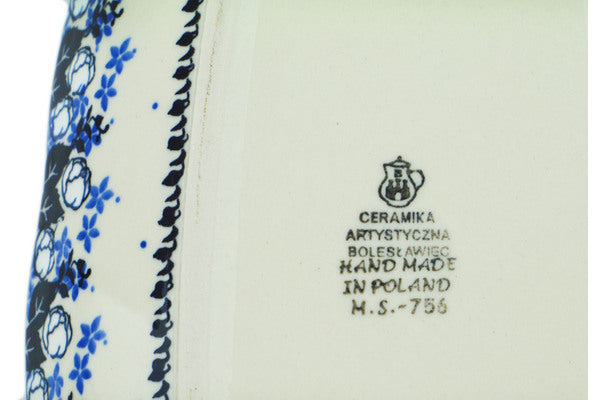 B
CERAMIKA
ARTYSTYCZNA
BOLESŁAWIEC
HAND MADE
IN POLAND
M.S.-756